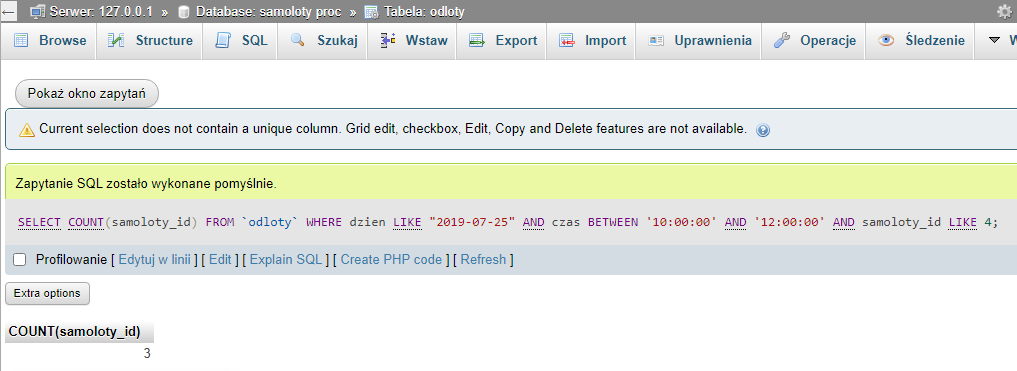 Serwer: 127.0.0.1 » Database: samoloty proc » Tabela: odloty
Browse Structure SQL Szukaj Wstaw Export Import Uprawnienia Operacje Śledzenie
Pokaż okno zapytań
Current selection does not contain a unique column. Grid edit, checkbox, Edit, Copy and Delete features are not available.
Zapytanie SQL zostało wykonane pomyślnie.
SELECT COUNT(samoloty_id) FROM `odloty` WHERE dzien LIKE "2019-07-25" AND czas BETWEEN '10:00:00' AND '12:00:00' AND samoloty_id LIKE 4;
Profilowanie [ Edytuj w linii ] [ Edit ] [ Explain SQL ] [ Create PHP code ] [ Refresh ]
Extra options
COUNT(samoloty_id)
3